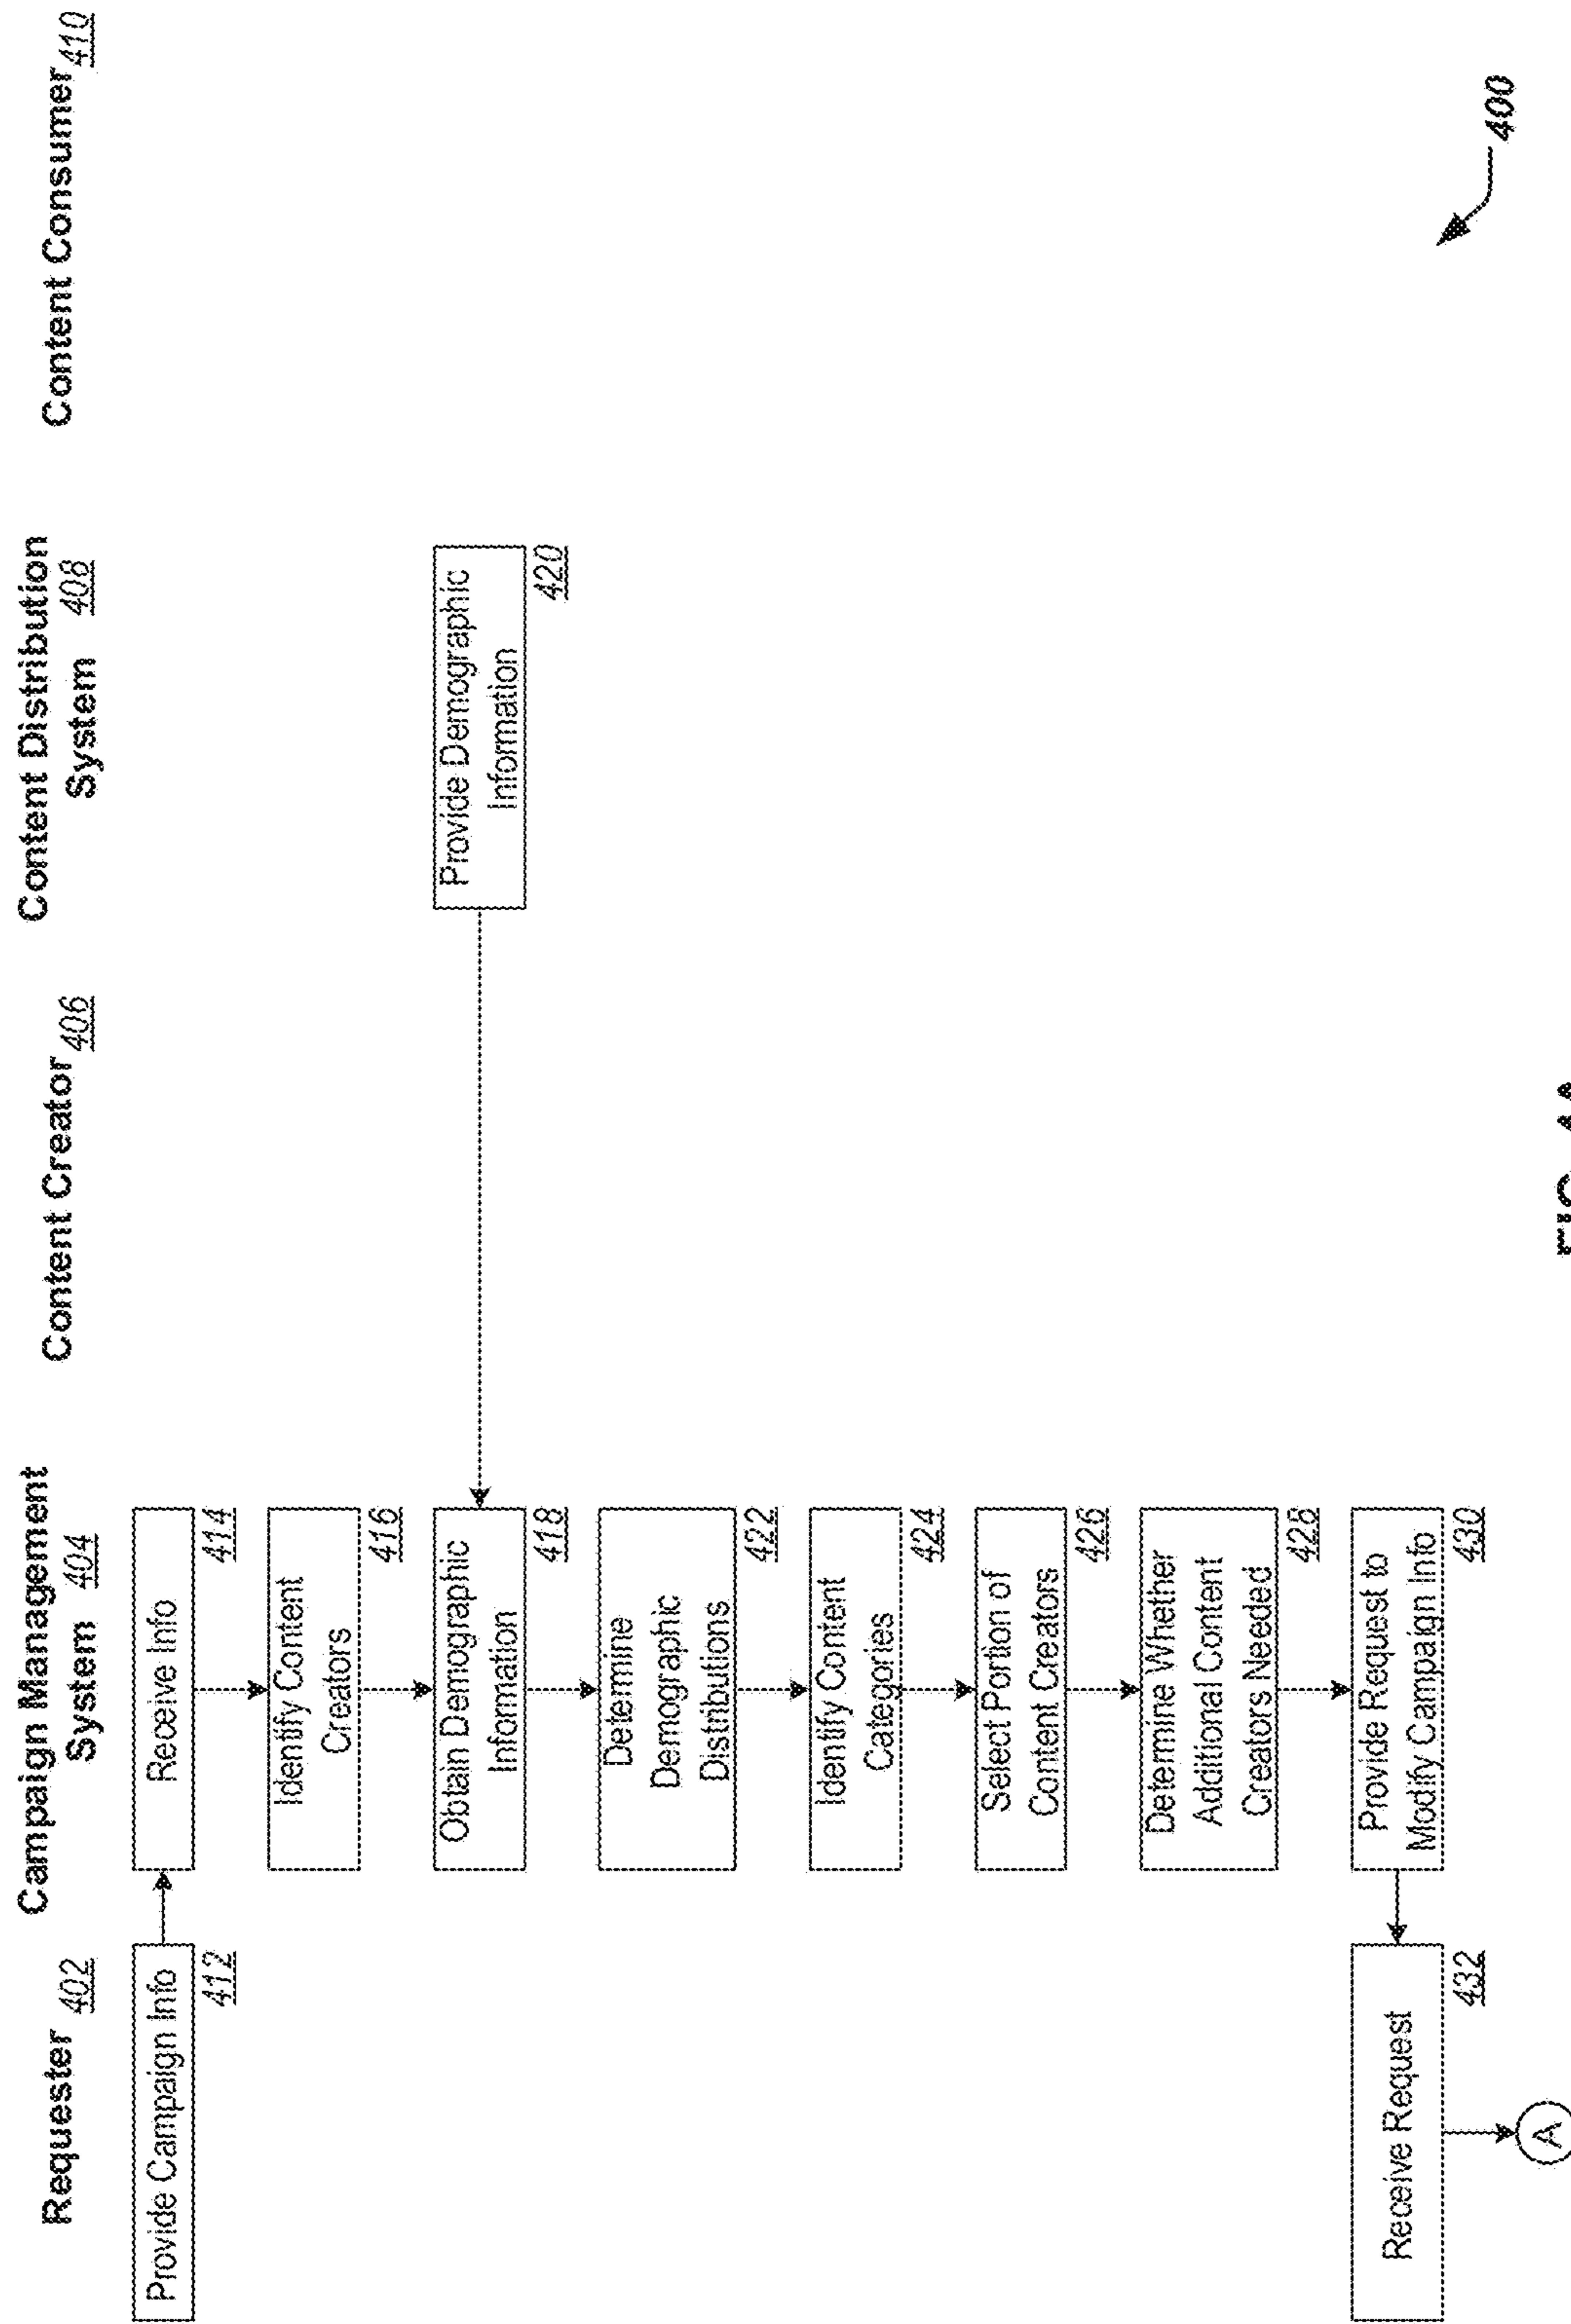 Requester 402
Campaign Management
System 404
Content Creator 406
Content Distribution
System 408
Content Consumer 410
Provide Campaign Info
412
Receive Info
414
Identify Content
Creators
416
Obtain Demographic
Information
418
Provide Demographic
Information
420
Determine
Demographic
Distributions
422
Identify Content
Categories
424
Select Portion of
Content Creators
426
Determine Whether
Additional Content
Creators Needed
428
Provide Request to
Modify Campaign Info
430
Receive Request
432
A
400
FIG. 4A